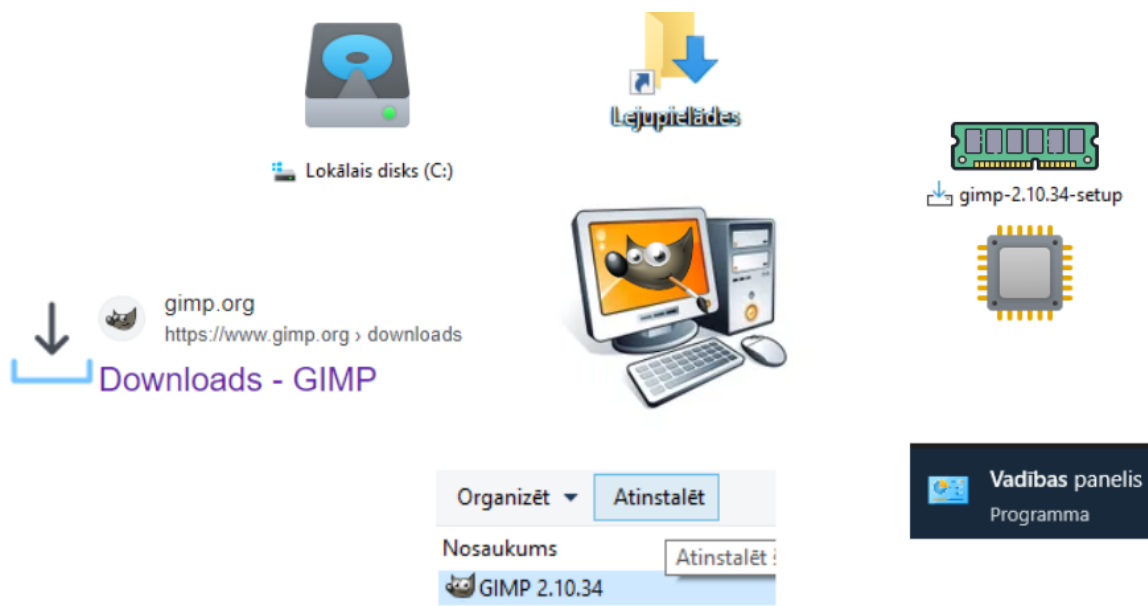 Lejupielādes
Lokālais disks (C:)
gimp-2.10.34-setup
gimp.org
https://www.gimp.org › downloads
Downloads - GIMP
Organizēt
Atinstalēt
Nosaukums
Atinstalēt
GIMP 2.10.34
Vadības panelis
Programma